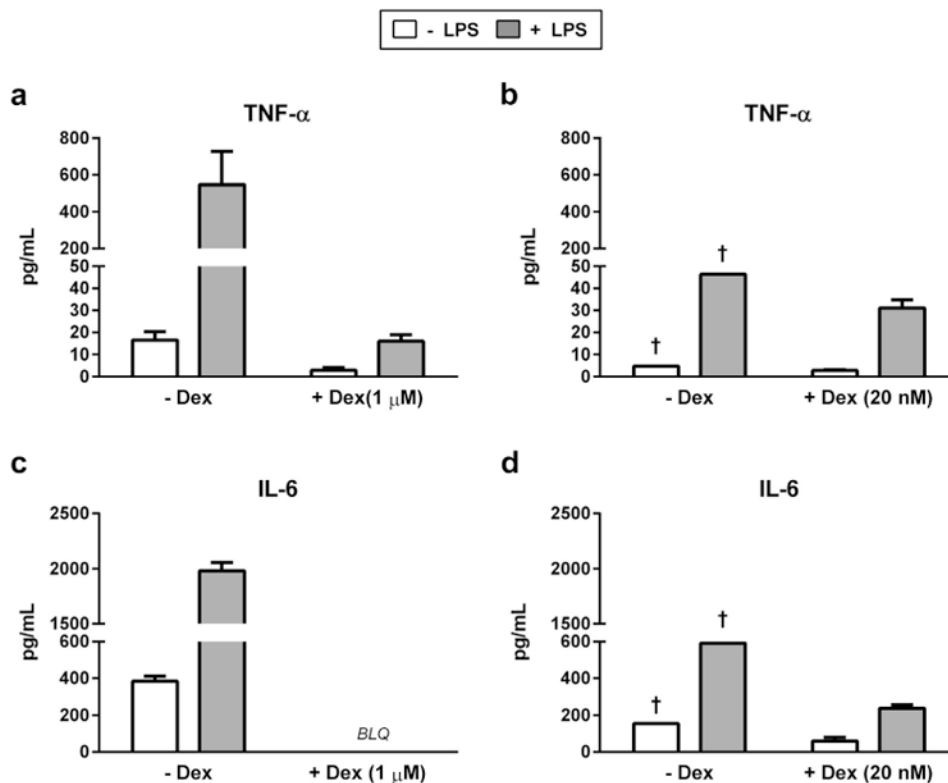 - LPS + LPS
a
TNF-α
pg/mL
800
600
400
200
50
40
30
20
10
0
- Dex + Dex(1 μM)
b
TNF-α
pg/mL
800
600
400
200
50
40
30
20
10
0
†
†
- Dex + Dex (20 nM)
c
IL-6
pg/mL
2500
2000
1500
600
400
200
0
BLQ
- Dex + Dex (1 μM)
d
IL-6
pg/mL
2500
2000
1500
600
400
200
0
†
†
- Dex + Dex (20 nM)